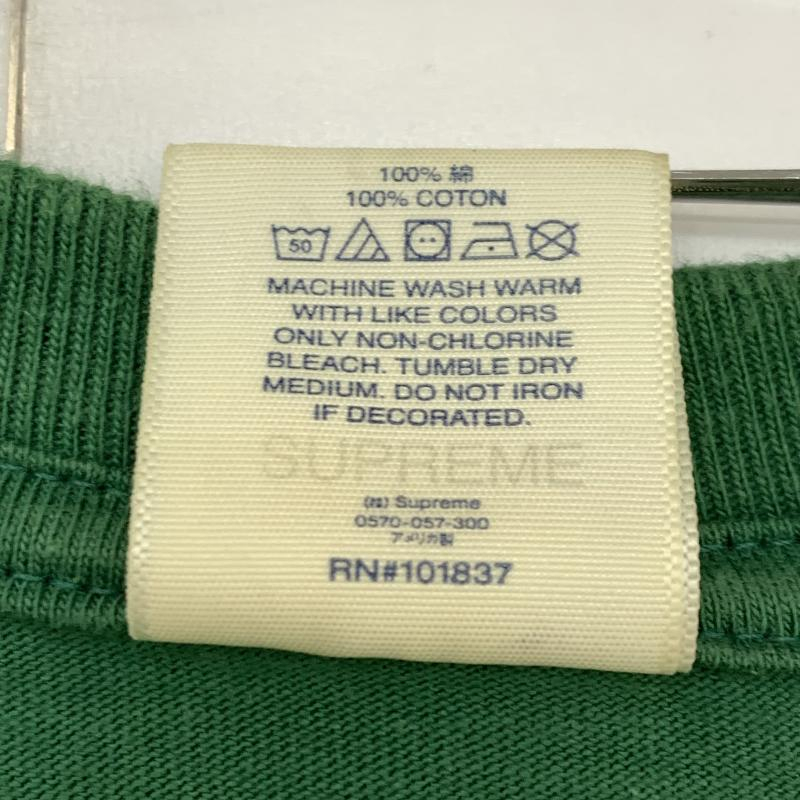 100% 綿
100% COTON
50
MACHINE WASH WARM
WITH LIKE COLORS
ONLY NON-CHLORINE
BLEACH. TUMBLE DRY
MEDIUM. DO NOT IRON
IF DECORATED.
SUPREME
(株) Supreme
0570-057-300
アメリカ製
RN#101837